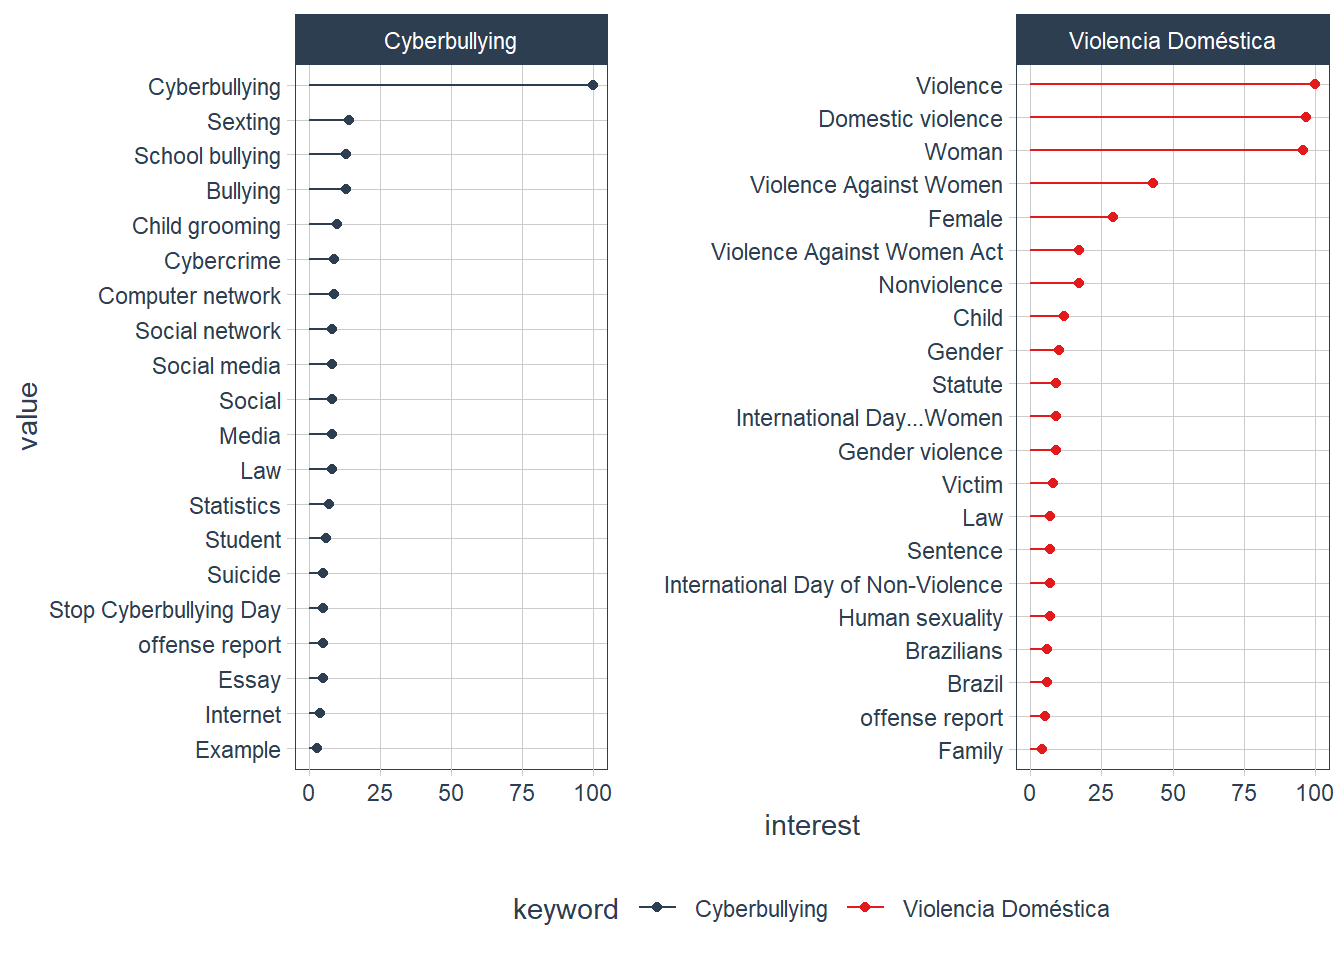 Cyberbullying
Violencia Doméstica
value
Cyberbullying
Sexting
School bullying
Bullying
Child grooming
Cybercrime
Computer network
Social network
Social media
Social
Media
Law
Statistics
Student
Suicide
Stop Cyberbullying Day
offense report
Essay
Internet
Example
0 25 50 75 100
Violence
Domestic violence
Woman
Violence Against Women
Female
Violence Against Women Act
Nonviolence
Child
Gender
Statute
International Day...Women
Gender violence
Victim
Law
Sentence
International Day of Non-Violence
Human sexuality
Brazilians
Brazil
offense report
Family
0 25 50 75 100
interest
keyword Cyberbullying Violencia Doméstica